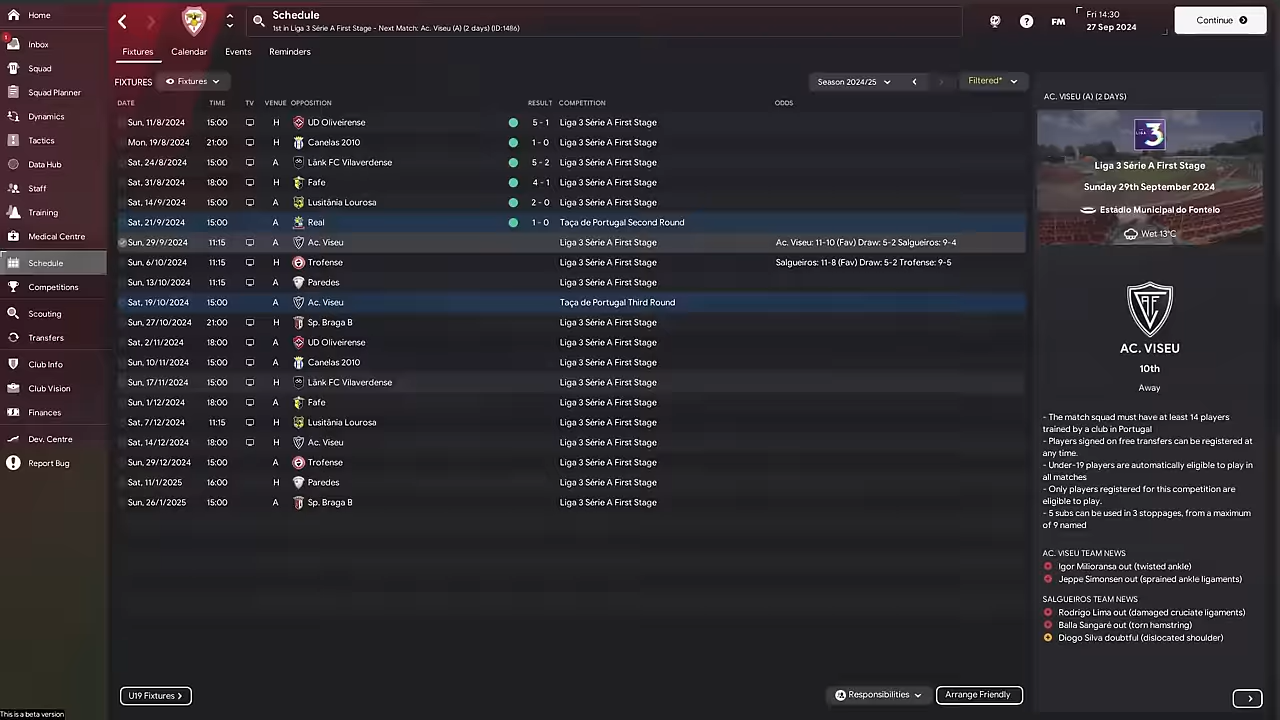 Home
Inbox
1
Squad
Squad Planner
Dynamics
Tactics
Data Hub
Staff
Training
Medical Centre
Schedule
Competitions
Scouting
Transfers
Club Info
Club Vision
Finances
Dev. Centre
Report Bug
This is a beta version
Schedule
1st in Liga 3 Série A First Stage - Next Match: Ac. Viseu (A) (2 days) (ID:1486)
FM
Fri 14:30
27 Sep 2024
Continue
Fixtures Calendar Events Reminders
FIXTURES Fixtures Season 2024/25 Filtered*
DATE TIME TV VENUE OPPOSITION RESULT COMPETITION ODDS
Sun, 11/8/2024 15:00 H UD Oliveirense 5 - 1 Liga 3 Série A First Stage
Mon, 19/8/2024 21:00 H Canelas 2010 1 - 0 Liga 3 Série A First Stage
Sat, 24/8/2024 15:00 A Länk FC Vilaverdense 5 - 2 Liga 3 Série A First Stage
Sat, 31/8/2024 18:00 H Fafe 4 - 1 Liga 3 Série A First Stage
Sat, 14/9/2024 15:00 A Lusitânia Lourosa 2 - 0 Liga 3 Série A First Stage
Sat, 21/9/2024 15:00 A Real 1 - 0 Taça de Portugal Second Round
Sun, 29/9/2024 11:15 A Ac. Viseu Liga 3 Série A First Stage Ac. Viseu: 11-10 (Fav) Draw: 5-2 Salgueiros: 9-4
Sun, 6/10/2024 11:15 H Trofense Liga 3 Série A First Stage Salgueiros: 11-8 (Fav) Draw: 5-2 Trofense: 9-5
Sun, 13/10/2024 11:15 A Paredes Liga 3 Série A First Stage
Sat, 19/10/2024 15:00 A Ac. Viseu Taça de Portugal Third Round
Sun, 27/10/2024 21:00 H Sp. Braga B Liga 3 Série A First Stage
Sat, 2/11/2024 18:00 A UD Oliveirense Liga 3 Série A First Stage
Sun, 10/11/2024 15:00 A Canelas 2010 Liga 3 Série A First Stage
Sun, 17/11/2024 15:00 H Länk FC Vilaverdense Liga 3 Série A First Stage
Sun, 1/12/2024 18:00 A Fafe Liga 3 Série A First Stage
Sat, 7/12/2024 11:15 H Lusitânia Lourosa Liga 3 Série A First Stage
Sat, 14/12/2024 18:00 H Ac. Viseu Liga 3 Série A First Stage
Sun, 29/12/2024 15:00 A Trofense Liga 3 Série A First Stage
Sat, 11/1/2025 16:00 H Paredes Liga 3 Série A First Stage
Sun, 26/1/2025 15:00 A Sp. Braga B Liga 3 Série A First Stage
U19 Fixtures
Responsibilities
Arrange Friendly
AC. VISEU (A) (2 DAYS)
LIGA 3
Liga 3 Série A First Stage
Sunday 29th September 2024
Estádio Municipal do Fontelo
Wet 13°C
AC. VISEU
10th
Away
- The match squad must have at least 14 players
trained by a club in Portugal
- Players signed on free transfers can be registered at
any time.
- Under-19 players are automatically eligible to play in
all matches
- Only players registered for this competition are
eligible to play.
- 5 subs can be used in 3 stoppages, from a maximum
of 9 named
AC. VISEU TEAM NEWS
Igor Milioransa out (twisted ankle)
Jeppe Simonsen out (sprained ankle ligaments)
SALGUEIROS TEAM NEWS
Rodrigo Lima out (damaged cruciate ligaments)
Balla Sangaré out (torn hamstring)
Diogo Silva doubtful (dislocated shoulder)